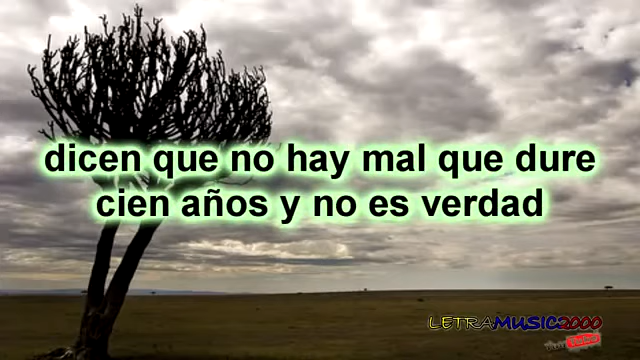 dicen que no hay mal que dure
cien años y no es verdad
LETRAMUSIC2000